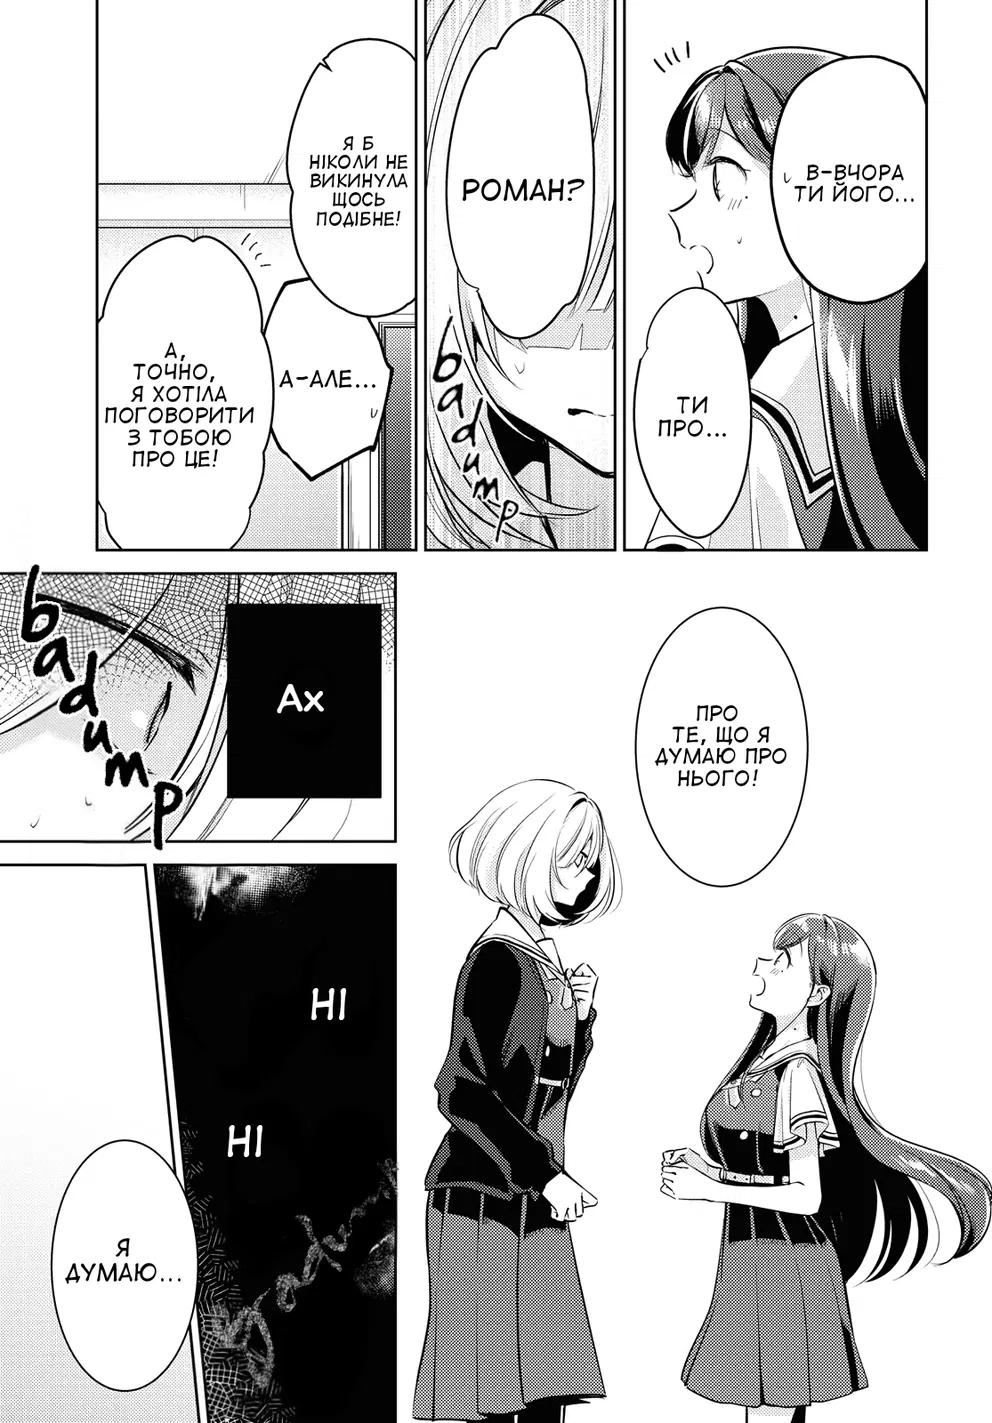 В-ВЧОРА
ТИ ЙОГО...
ТИ
ПРО...
РОМАН?
badump
Я Б
НІКОЛИ НЕ
ВИКИНУЛА
ЩОСЬ
ПОДІБНЕ!
А-АЛЕ...
А,
ТОЧНО,
Я ХОТІЛА
ПОГОВОРИТИ
З ТОБОЮ
ПРО ЦЕ!
ПРО
ТЕ, ЩО Я
ДУМАЮ ПРО
НЬОГО!
Ах
badump
НІ
НІ
badump
Я
ДУМАЮ...